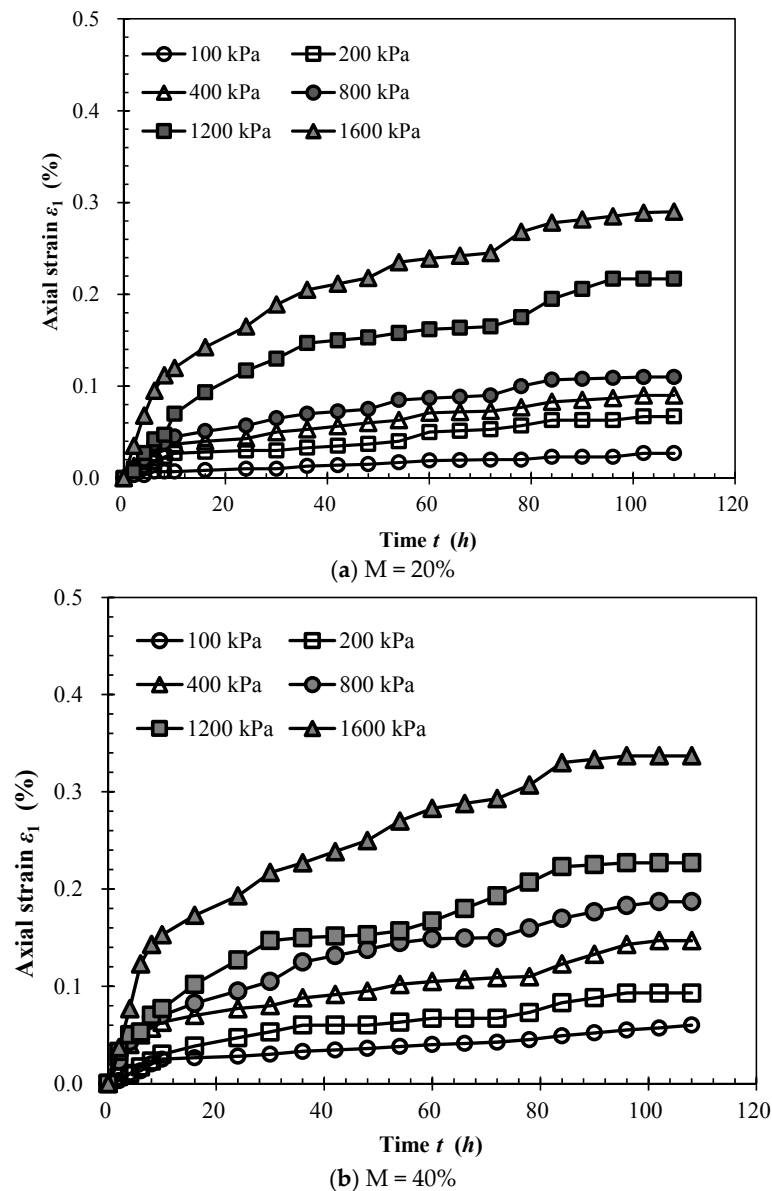 0.5
0.4
0.3
0.2
0.1
0.0
Axial strain ε1 (%)
100 kPa 200 kPa
400 kPa 800 kPa
1200 kPa 1600 kPa
0 20 40 60 80 100 120
Time t (h)
(a) M = 20%
0.5
0.4
0.3
0.2
0.1
0.0
Axial strain ε1 (%)
100 kPa 200 kPa
400 kPa 800 kPa
1200 kPa 1600 kPa
0 20 40 60 80 100 120
Time t (h)
(b) M = 40%